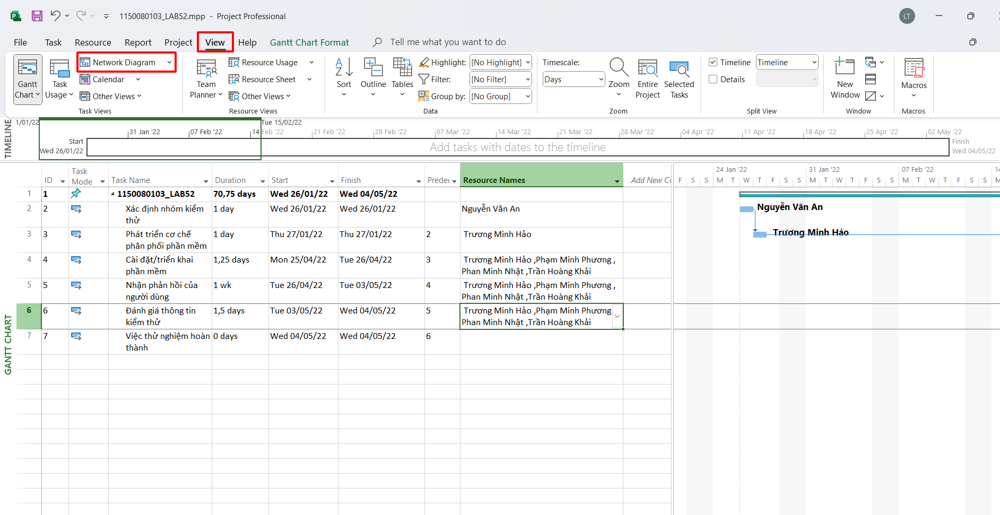 1150080103_LAB52.mpp - Project Professional
LT
File Task Resource Report Project View Help Gantt Chart Format Tell me what you want to do
Gantt Chart
Task Usage
Network Diagram
Calendar
Other Views
Task Views
Team Planner
Resource Usage
Resource Sheet
Other Views
Resource Views
Sort
Outline
Tables
Highlight: [No Highlight]
Filter: [No Filter]
Group by: [No Group]
Data
Timescale:
Days
Zoom
Entire Project
Selected Tasks
Zoom
Timeline Timeline
Details
Split View
New Window
Window
Macros
Macros
TIMELINE
1/01/22
Tue 15/02/22
31 Jan '22 07 Feb '22 14 Feb '22 21 Feb '22 28 Feb '22 07 Mar '22 14 Mar '22 21 Mar '22 28 Mar '22 04 Apr '22 11 Apr '22 18 Apr '22 25 Apr '22 02 May '22
Start
Wed 26/01/22
Add tasks with dates to the timeline
Finish
Wed 04/05/22
GANTT CHART
ID Task Mode Task Name Duration Start Finish Predec Resource Names Add New Co
24 Jan '22 31 Jan '22 07 Feb '22 14
F S S M T W T F S S M T W T F S S M T W T F S S M
1 1 1150080103_LAB52 70,75 days Wed 26/01/22 Wed 04/05/22
2 2 Xác định nhóm kiểm 1 day Wed 26/01/22 Wed 26/01/22 Nguyễn Văn An
thử
3 3 Phát triển cơ chế 1 day Thu 27/01/22 Thu 27/01/22 2 Trương Minh Hảo
phân phối phần mềm
4 4 Cài đặt/triển khai 1,25 days Mon 25/04/22 Tue 26/04/22 3 Trương Minh Hảo ,Phạm Minh Phương ,
phần mềm Phan Minh Nhật ,Trần Hoàng Khải
5 5 Nhận phản hồi của 1 wk Tue 26/04/22 Tue 03/05/22 4 Trương Minh Hảo ,Phạm Minh Phương ,
người dùng Phan Minh Nhật ,Trần Hoàng Khải
6 6 Đánh giá thông tin 1,5 days Tue 03/05/22 Wed 04/05/22 5 Trương Minh Hảo ,Phạm Minh Phương
kiểm thử Phan Minh Nhật ,Trần Hoàng Khải
7 7 Việc thử nghiệm hoàn 0 days Wed 04/05/22 Wed 04/05/22 6
thành
Nguyễn Văn An
Trương Minh Hảo